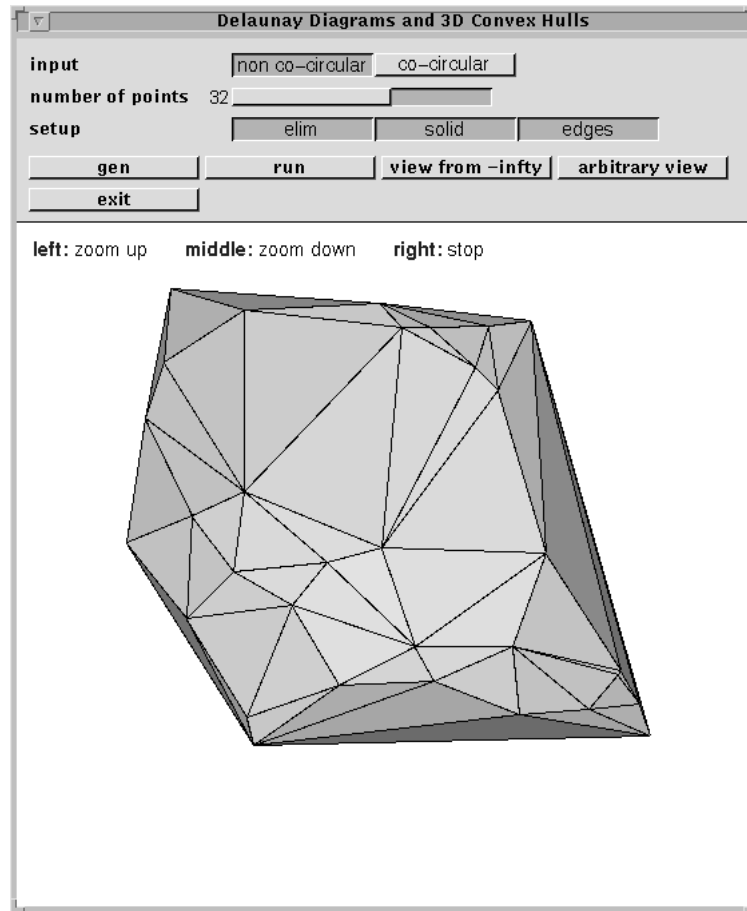 Delaunay Diagrams and 3D Convex Hulls
input non co-circular co-circular
number of points 32
setup elim solid edges
gen run view from -infty arbitrary view
exit
left: zoom up middle: zoom down right: stop